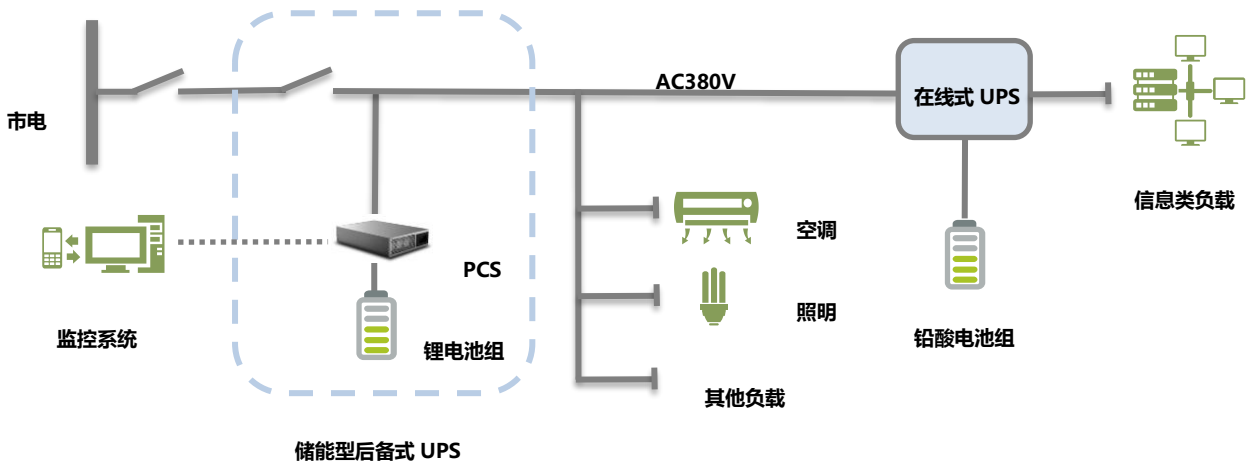 市电
AC380V
在线式 UPS
信息类负载
空调
PCS
照明
监控系统
锂电池组
铅酸电池组
其他负载
储能型后备式 UPS